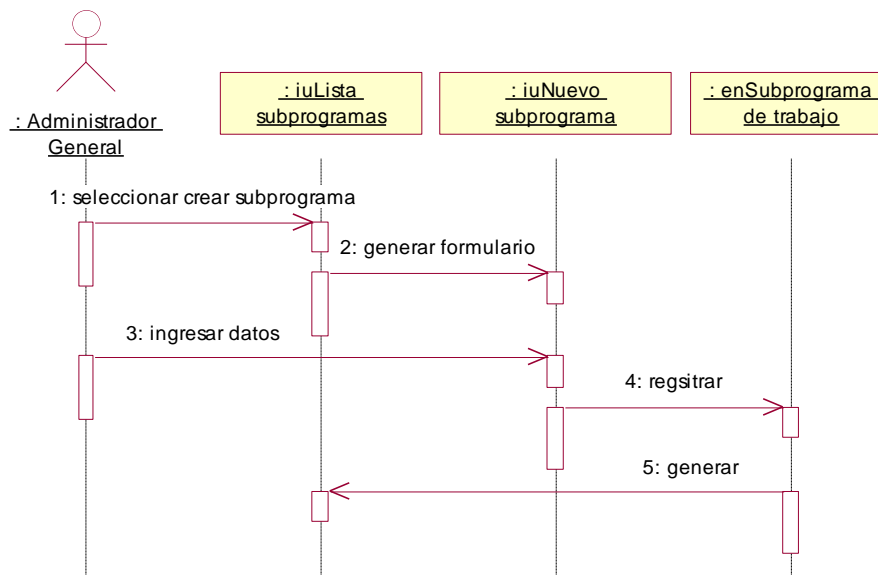 : Administrador
General
: iuLista
subprogramas
: iuNuevo
subprograma
: enSubprograma
de trabajo
1: seleccionar crear subprograma
2: generar formulario
3: ingresar datos
4: regsitrar
5: generar